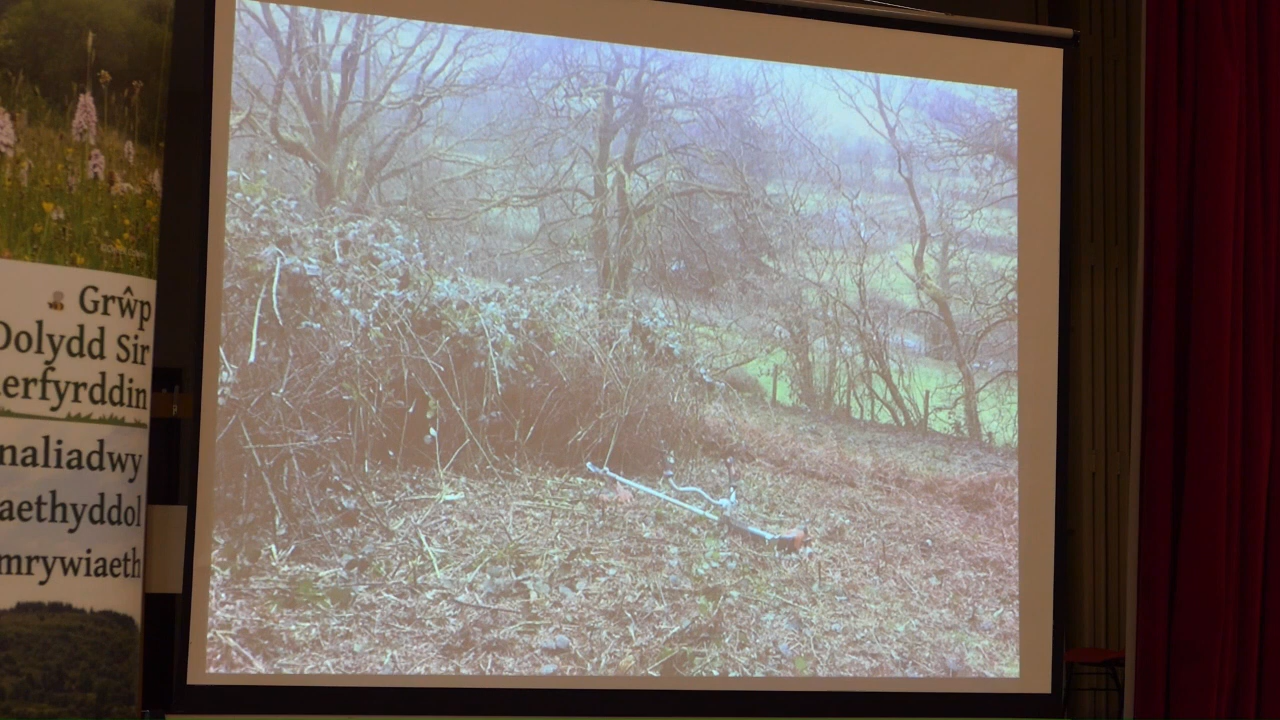 Grŵp
Dolydd Sir
erfyrddin
naliadwy
aethyddol
mrywiaeth